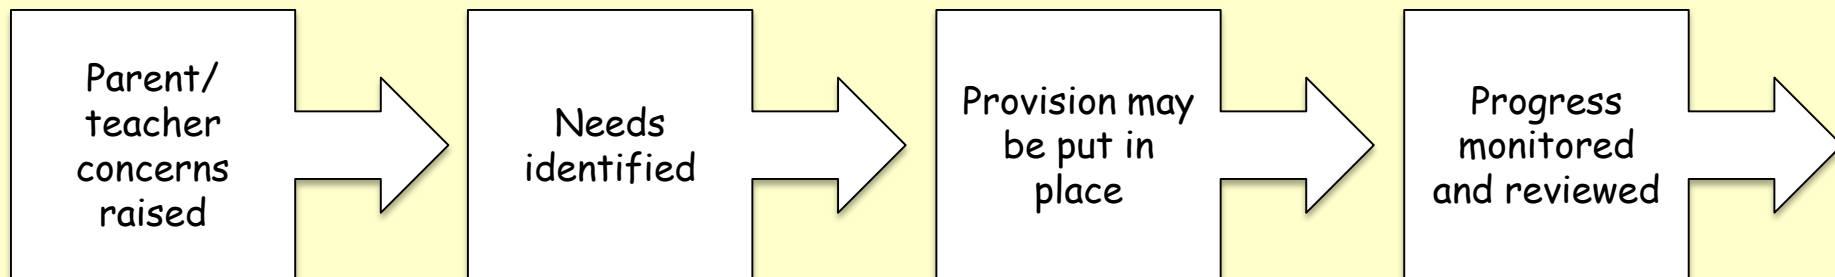 Parent/
teacher
concerns
raised
Needs
identified
Provision may
be put in
place
Progress
monitored
and reviewed